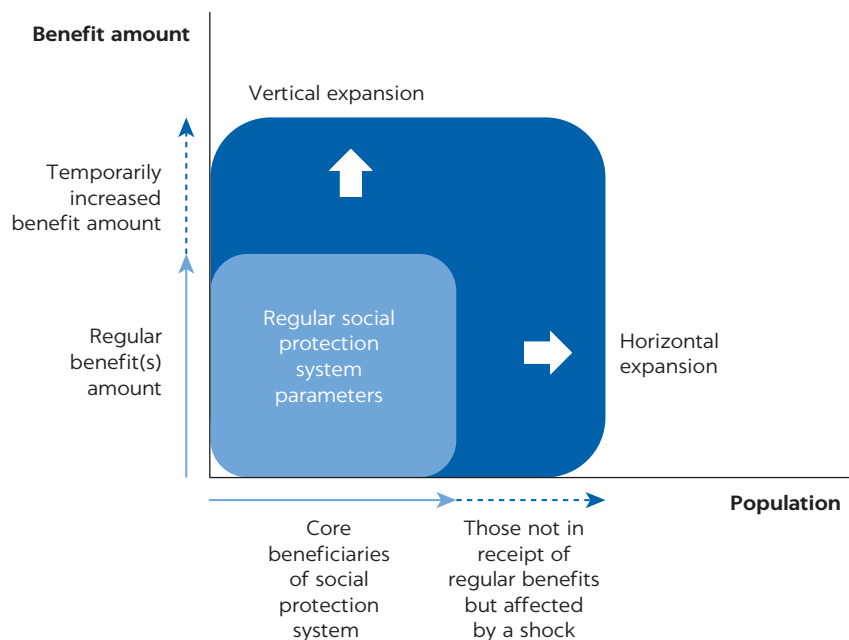 Benefit amount
Vertical expansion
Temporarily
increased
benefit amount
Regular
benefit(s)
amount
Regular social
protection
system
parameters
Horizontal
expansion
Population
Core
beneficiaries
of social
protection
system
Those not in
receipt of
regular benefits
but affected
by a shock